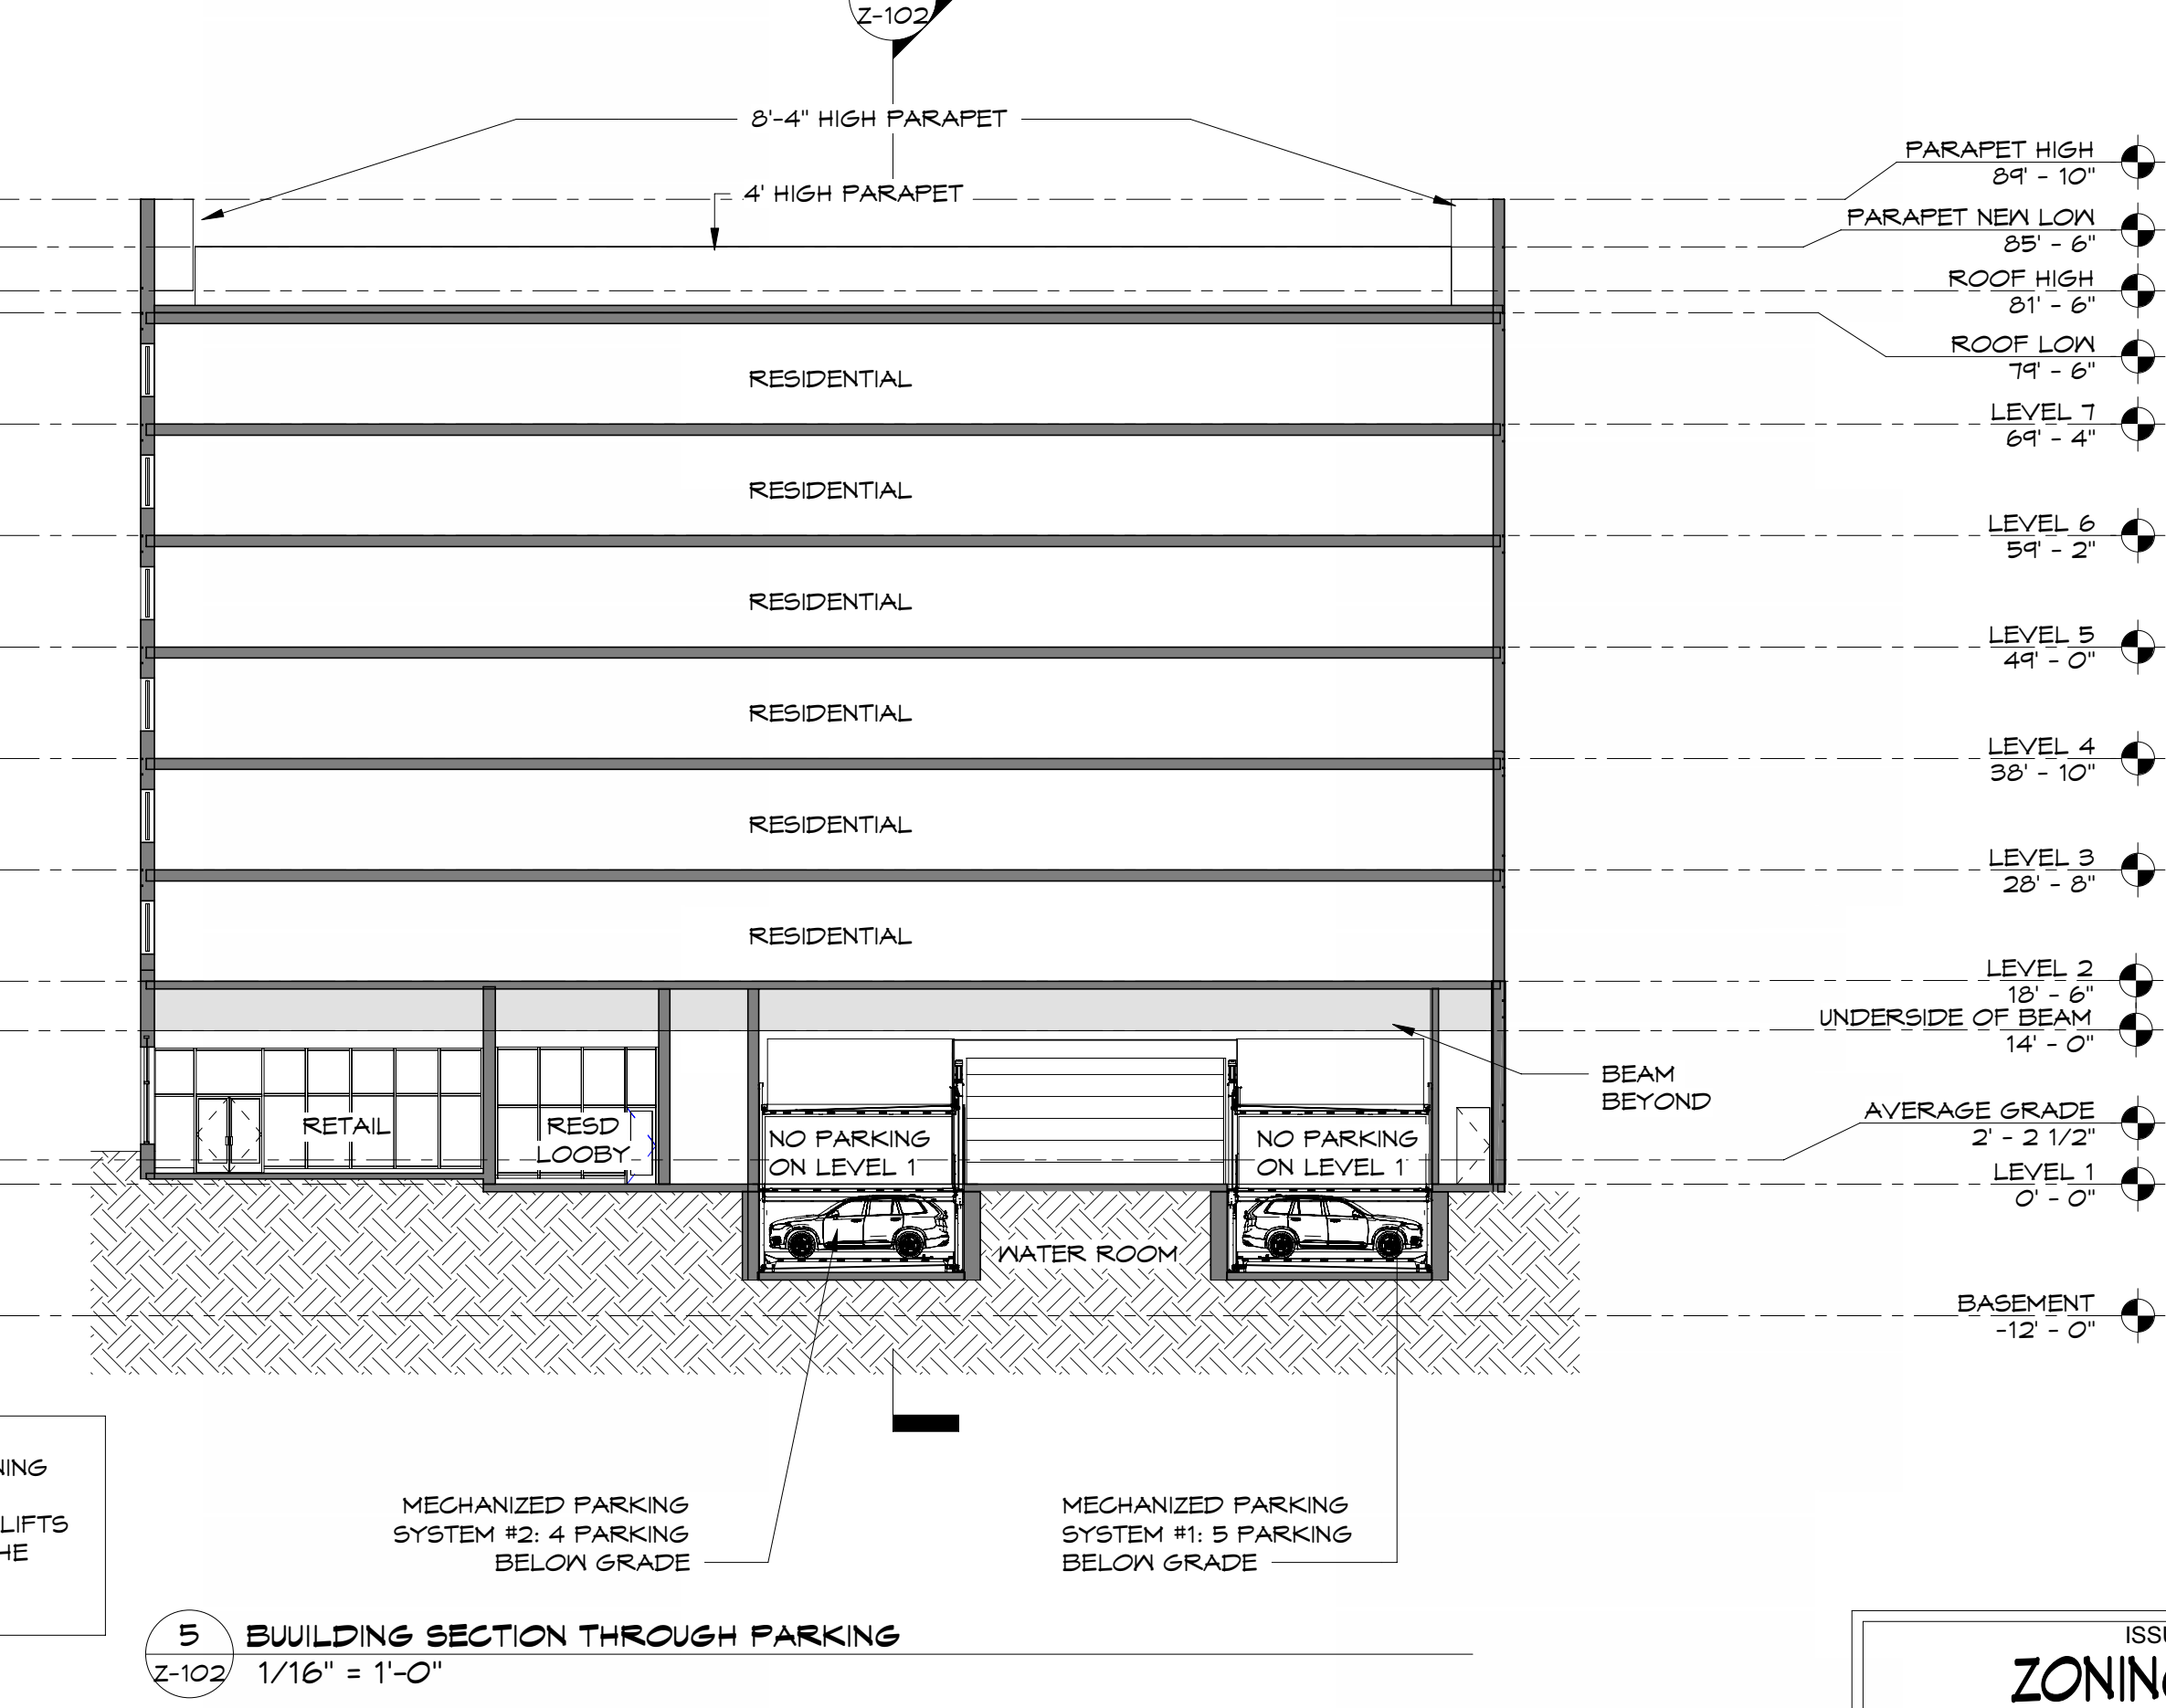 Z-102
8'-4" HIGH PARAPET
4' HIGH PARAPET
PARAPET HIGH
89' - 10"
PARAPET NEW LOW
85' - 6"
ROOF HIGH
81' - 6"
ROOF LOW
79' - 6"
RESIDENTIAL
LEVEL 7
69' - 4"
RESIDENTIAL
LEVEL 6
59' - 2"
RESIDENTIAL
LEVEL 5
49' - 0"
RESIDENTIAL
LEVEL 4
38' - 10"
RESIDENTIAL
LEVEL 3
28' - 8"
RESIDENTIAL
LEVEL 2
18' - 6"
UNDERSIDE OF BEAM
14' - 0"
BEAM
BEYOND
RETAIL
RESD
LOOBY
NO PARKING
ON LEVEL 1
NO PARKING
ON LEVEL 1
AVERAGE GRADE
2' - 2 1/2"
LEVEL 1
0' - 0"
WATER ROOM
BASEMENT
-12' - 0"
LIFTS
MECHANIZED PARKING
SYSTEM #2: 4 PARKING
BELOW GRADE
MECHANIZED PARKING
SYSTEM #1: 5 PARKING
BELOW GRADE
5
Z-102
BUUILDING SECTION THROUGH PARKING
1/16" = 1'-0"